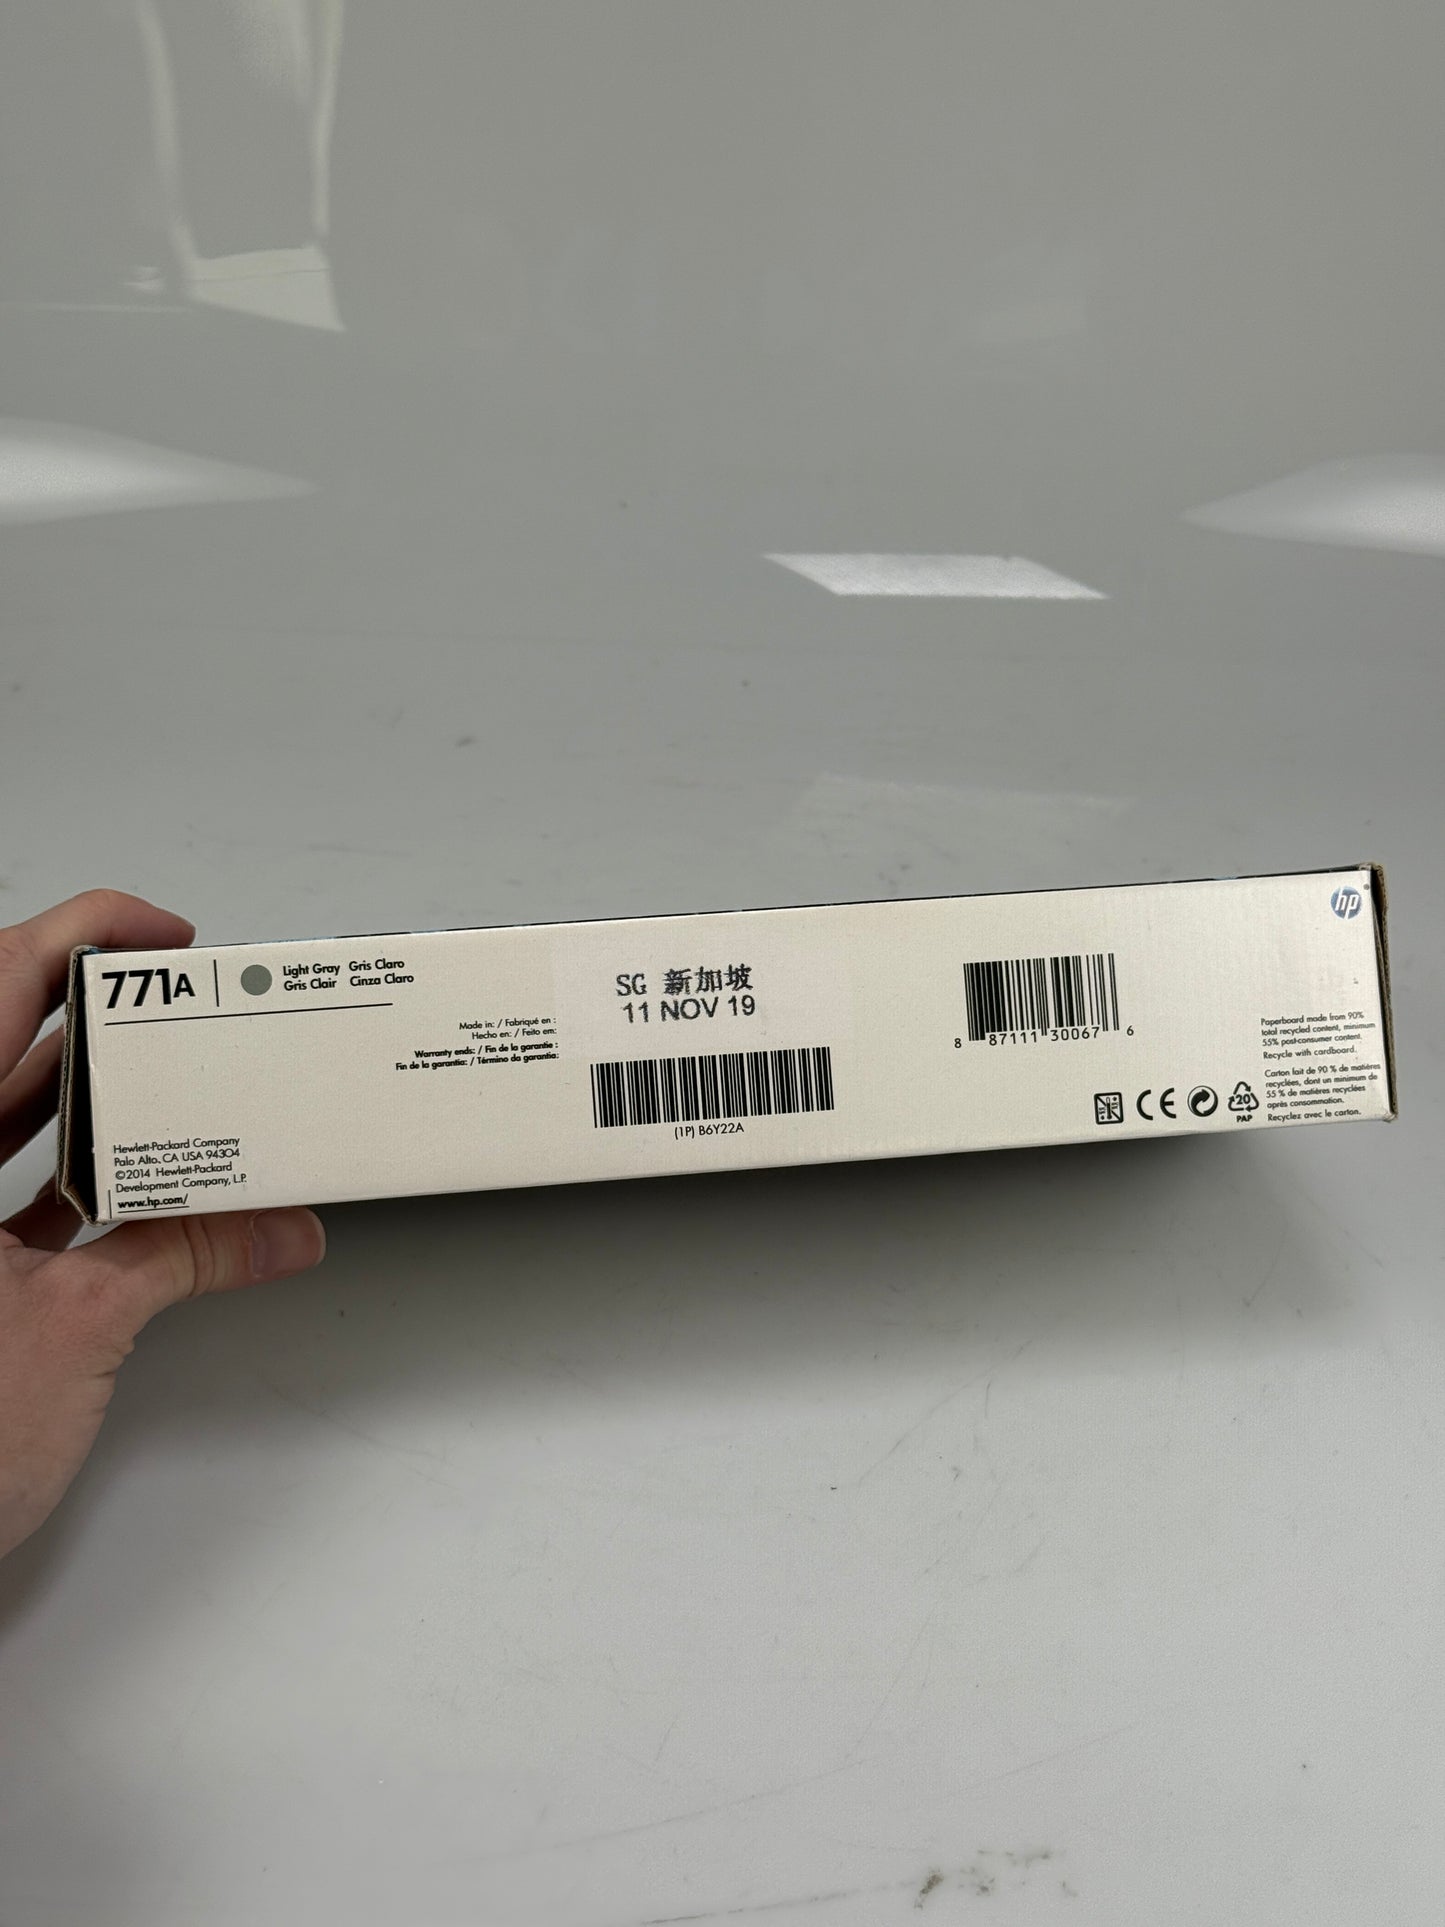 771A
Light Gray Gris Claro
Gris Clair Cinza Claro
Made in: / Fabriqué en :
Hecho en: / Feito em:
Warranty ends: / Fin de la garantie :
Fin de la garantía: / Término da garantia:
SG 新加坡
11 NOV 19
(1P) B6Y22A
8 87111 30067 6
hp
Paperboard made from 90%
total recycled content, minimum
55% post-consumer content.
Recycle with cardboard.
Carton fait de 90 % de matières
recyclées, dont un minimum de
55 % de matières recyclées
après consommation.
Recyclez avec le carton.
CE
20
PAP
Hewlett-Packard Company
Palo Alto, CA USA 94304
©2014 Hewlett-Packard
Development Company, L.P.
www.hp.com/